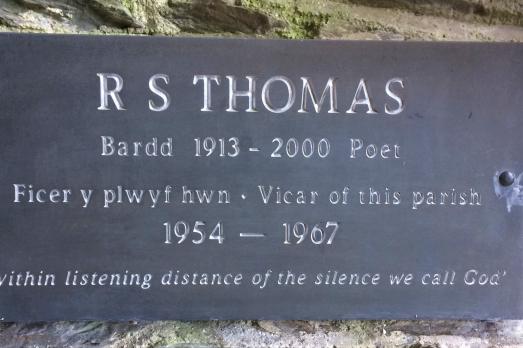 R S THOMAS
Bardd 1913 - 2000 Poet
Ficer y plwyf hwn · Vicar of this parish
1954 — 1967
within listening distance of the silence we call God'